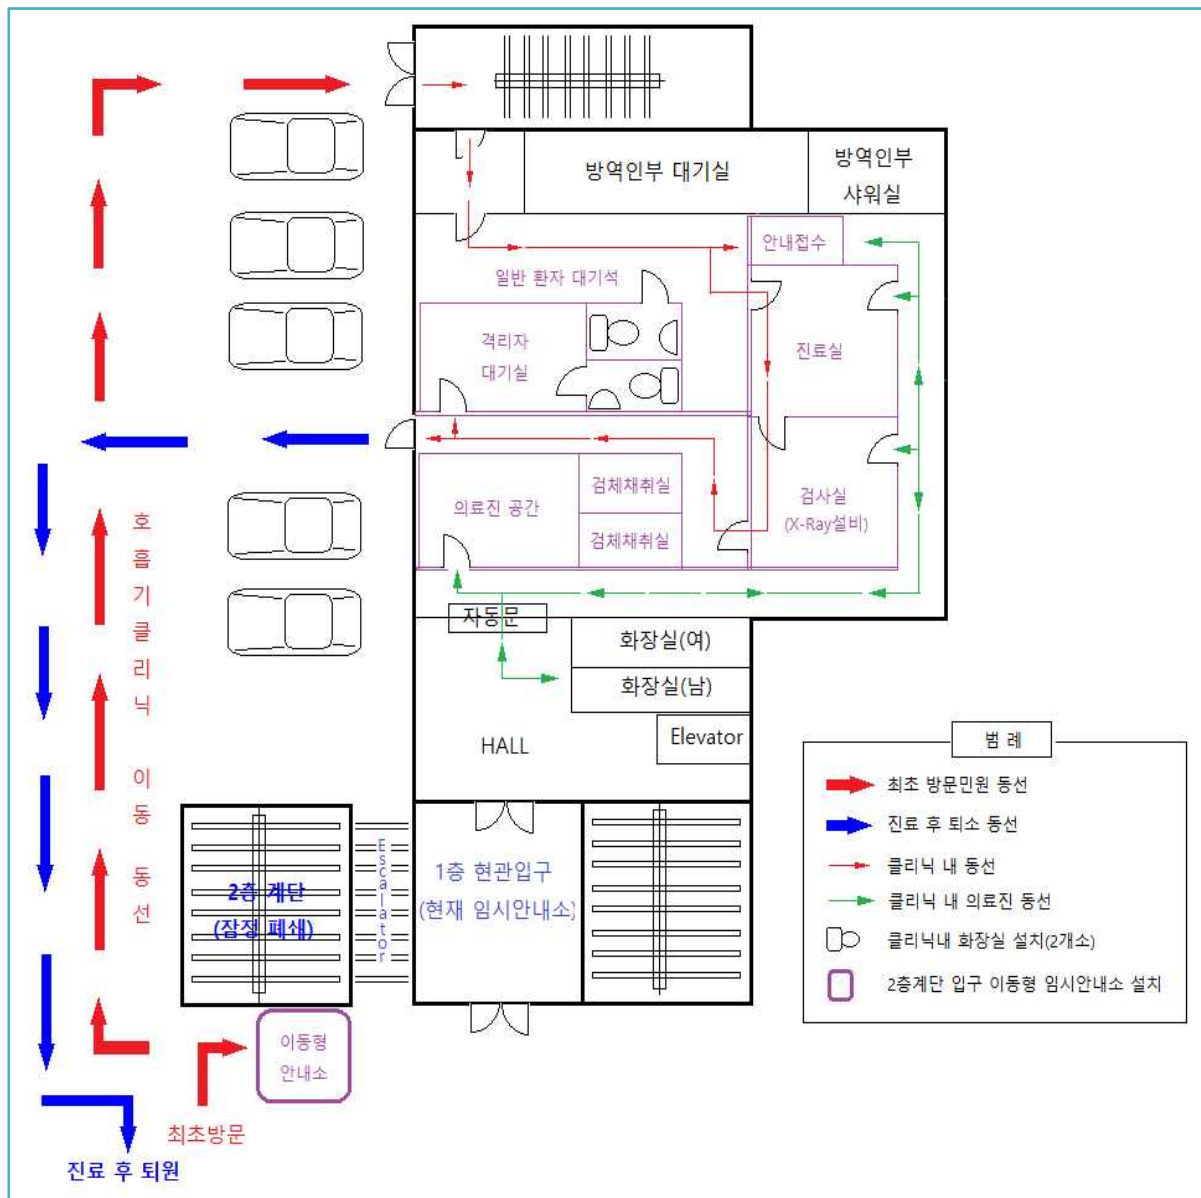 방역인부 대기실
방역인부
샤워실
안내접수
일반 환자 대기석
격리자
대기실
진료실
의료진 공간
검체채취실
검체채취실
검사실
(X-Ray설비)
자동문
화장실(여)
화장실(남)
Elevator
HALL
호흡기클리닉 이동 동선
2층 계단
(잠정 폐쇄)
Escalator
1층 현관입구
(현재 임시안내소)
이동형
안내소
최초방문
진료 후 퇴원
범 례
최초 방문민원 동선
진료 후 퇴소 동선
클리닉 내 동선
클리닉 내 의료진 동선
클리닉내 화장실 설치(2개소)
2층계단 입구 이동형 임시안내소 설치